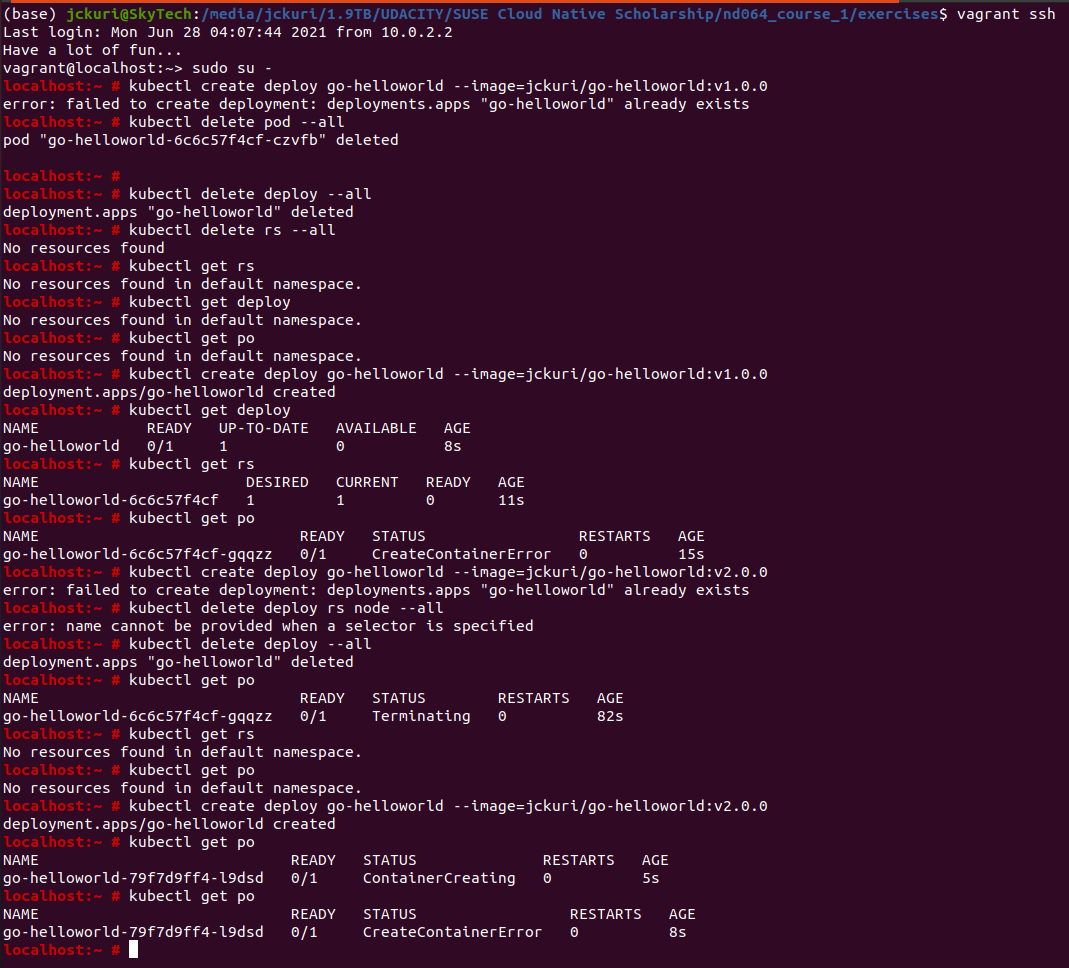 (base) jckuri@SkyTech:/media/jckuri/1.9TB/UDACITY/SUSE Cloud Native Scholarship/nd064_course_1/exercises$ vagrant ssh
Last login: Mon Jun 28 04:07:44 2021 from 10.0.2.2
Have a lot of fun...
vagrant@localhost:~> sudo su -
localhost:~ # kubectl create deploy go-helloworld --image=jckuri/go-helloworld:v1.0.0
error: failed to create deployment: deployments.apps "go-helloworld" already exists
localhost:~ # kubectl delete pod --all
pod "go-helloworld-6c6c57f4cf-czvfb" deleted
localhost:~ #
localhost:~ # kubectl delete deploy --all
deployment.apps "go-helloworld" deleted
localhost:~ # kubectl delete rs --all
No resources found
localhost:~ # kubectl get rs
No resources found in default namespace.
localhost:~ # kubectl get deploy
No resources found in default namespace.
localhost:~ # kubectl get po
No resources found in default namespace.
localhost:~ # kubectl create deploy go-helloworld --image=jckuri/go-helloworld:v1.0.0
deployment.apps/go-helloworld created
localhost:~ # kubectl get deploy
NAME            READY   UP-TO-DATE   AVAILABLE   AGE
go-helloworld   0/1     1            0           8s
localhost:~ # kubectl get rs
NAME                       DESIRED   CURRENT   READY   AGE
go-helloworld-6c6c57f4cf   1         1         0       11s
localhost:~ # kubectl get po
NAME                             READY   STATUS                 RESTARTS   AGE
go-helloworld-6c6c57f4cf-gqqzz   0/1     CreateContainerError   0          15s
localhost:~ # kubectl create deploy go-helloworld --image=jckuri/go-helloworld:v2.0.0
error: failed to create deployment: deployments.apps "go-helloworld" already exists
localhost:~ # kubectl delete deploy rs node --all
error: name cannot be provided when a selector is specified
localhost:~ # kubectl delete deploy --all
deployment.apps "go-helloworld" deleted
localhost:~ # kubectl get po
NAME                             READY   STATUS        RESTARTS   AGE
go-helloworld-6c6c57f4cf-gqqzz   0/1     Terminating   0          82s
localhost:~ # kubectl get rs
No resources found in default namespace.
localhost:~ # kubectl get po
No resources found in default namespace.
localhost:~ # kubectl create deploy go-helloworld --image=jckuri/go-helloworld:v2.0.0
deployment.apps/go-helloworld created
localhost:~ # kubectl get po
NAME                            READY   STATUS              RESTARTS   AGE
go-helloworld-79f7d9ff4-l9dsd   0/1     ContainerCreating   0          5s
localhost:~ # kubectl get po
NAME                            READY   STATUS                 RESTARTS   AGE
go-helloworld-79f7d9ff4-l9dsd   0/1     CreateContainerError   0          8s
localhost:~ #